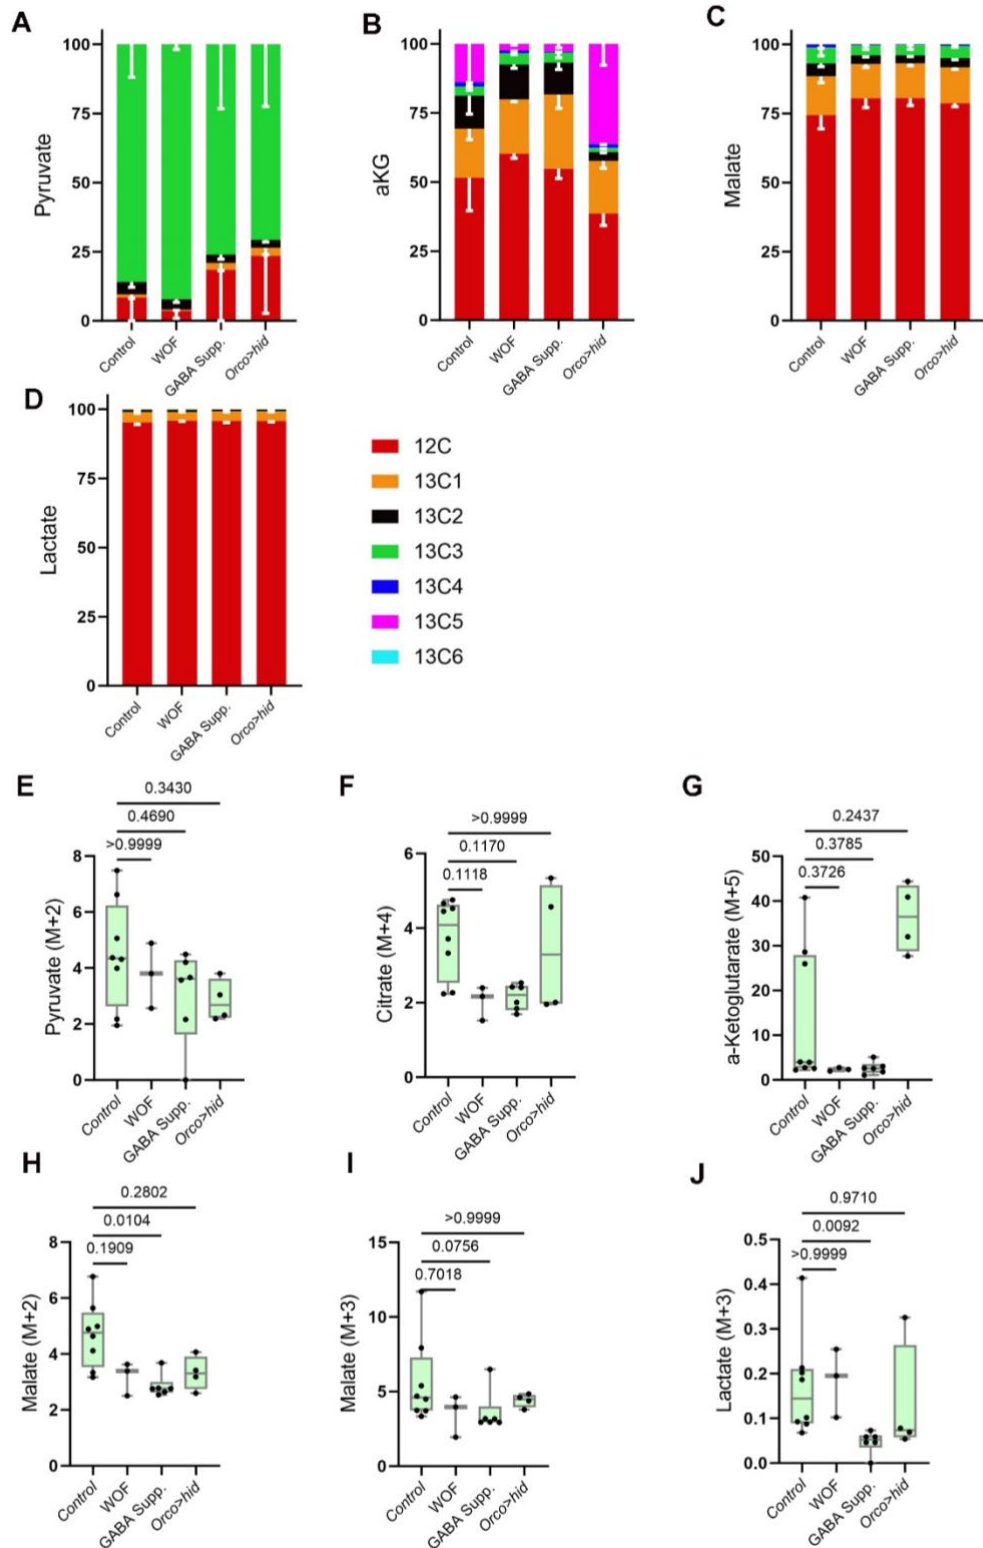 A
100
75
50
25
0
Pyruvate
Control
WOF
GABA Supp.
Orco>hid
B
100
75
50
25
0
aKG
Control
WOF
GABA Supp.
Orco>hid
C
100
75
50
25
0
Malate
Control
WOF
GABA Supp.
Orco>hid
D
100
75
50
25
0
Lactate
Control
WOF
GABA Supp.
Orco>hid
12C
13C1
13C2
13C3
13C4
13C5
13C6
E
0.3430
0.4690
>0.9999
8
6
4
2
0
Pyruvate (M+2)
Control
WOF
GABA Supp.
Orco>hid
F
>0.9999
0.1170
0.1118
6
4
2
0
Citrate (M+4)
Control
WOF
GABA Supp.
Orco>hid
G
0.2437
0.3785
0.3726
50
40
30
20
10
0
a-Ketoglutarate (M+5)
Control
WOF
GABA Supp.
Orco>hid
H
0.2802
0.0104
0.1909
8
6
4
2
0
Malate (M+2)
Control
WOF
GABA Supp.
Orco>hid
I
>0.9999
0.0756
0.7018
15
10
5
0
Malate (M+3)
Control
WOF
GABA Supp.
Orco>hid
J
0.9710
0.0092
>0.9999
0.5
0.4
0.3
0.2
0.1
0.0
Lactate (M+3)
Control
WOF
GABA Supp.
Orco>hid